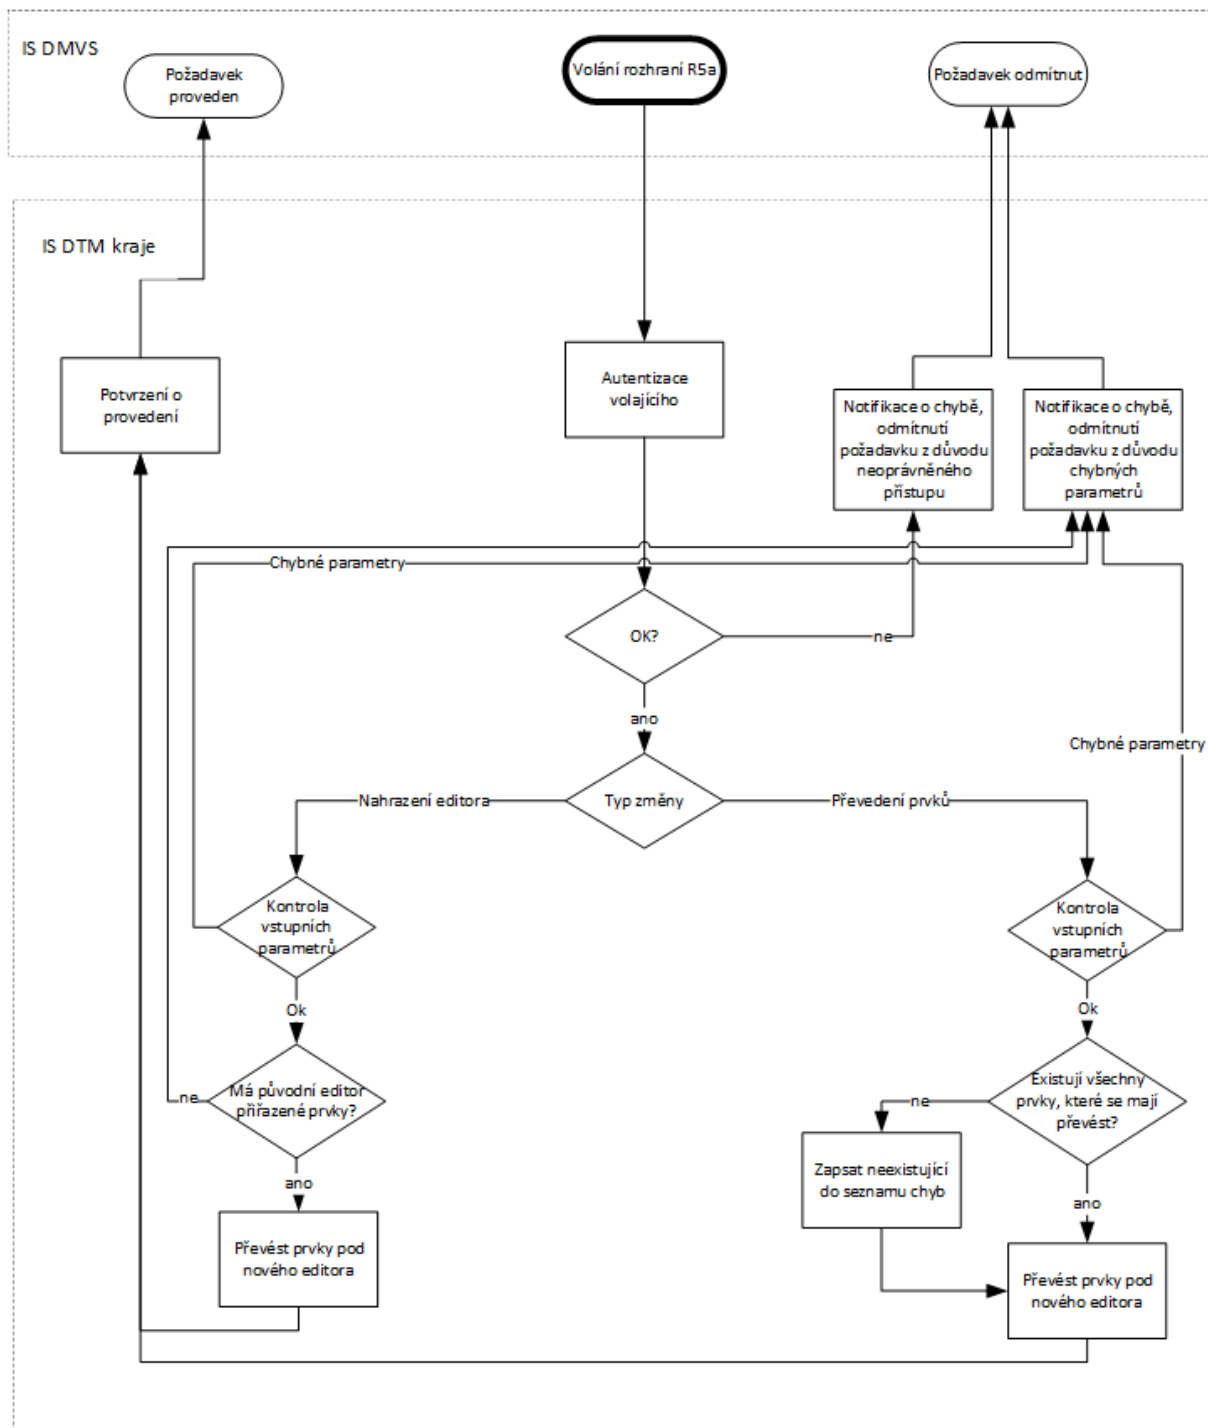 IS DMVS
Požadavek
proveden
Volání rozhraní R5a
Požadavek odmítnut
IS DTM kraje
Potvrzení o
provedení
Autentizace
volajícího
Notifikace o chybě,
odmítnutí
požadavku z důvodu
neoprávněného
přístupu
Notifikace o chybě,
odmítnutí
požadavku z důvodu
chybných
parametrů
Chybné parametry
OK?
ne
ano
Chybné parametry
Nahrazení editora
Typ změny
Převedení prvků
Kontrola
vstupních
parametrů
Kontrola
vstupních
parametrů
Ok
Ok
ne
Má původní editor
přiřazené prvky?
Existují všechny
prvky, které se mají
převést?
ne
ano
Zapsat neexistující
do seznamu chyb
ano
Převést prvky pod
nového editora
Převést prvky pod
nového editora